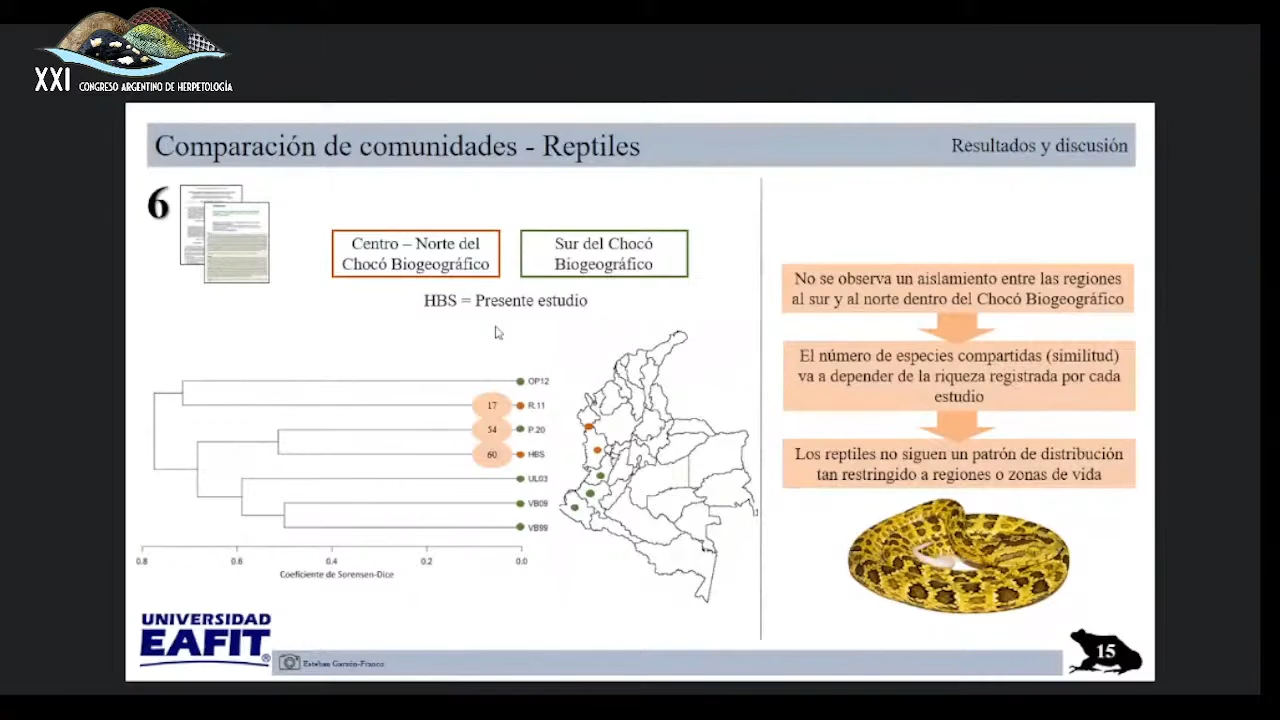 XXI CONGRESO ARGENTINO DE HERPETOLOGÍA
Comparación de comunidades - Reptiles
Resultados y discusión
6
Centro – Norte del
Chocó Biogeográfico
Sur del Chocó
Biogeográfico
HBS = Presente estudio
OP12
17
R.11
54
P.20
60
HBS
UL03
VB09
VB99
0.8
0.6
0.4
0.2
0.0
Coeficiente de Sorensen-Dice
No se observa un aislamiento entre las regiones
al sur y al norte dentro del Chocó Biogeográfico
El número de especies compartidas (similitud)
va a depender de la riqueza registrada por cada
estudio
Los reptiles no siguen un patrón de distribución
tan restringido a regiones o zonas de vida
UNIVERSIDAD
EAFIT®
Esteban Garzón-Franco
15